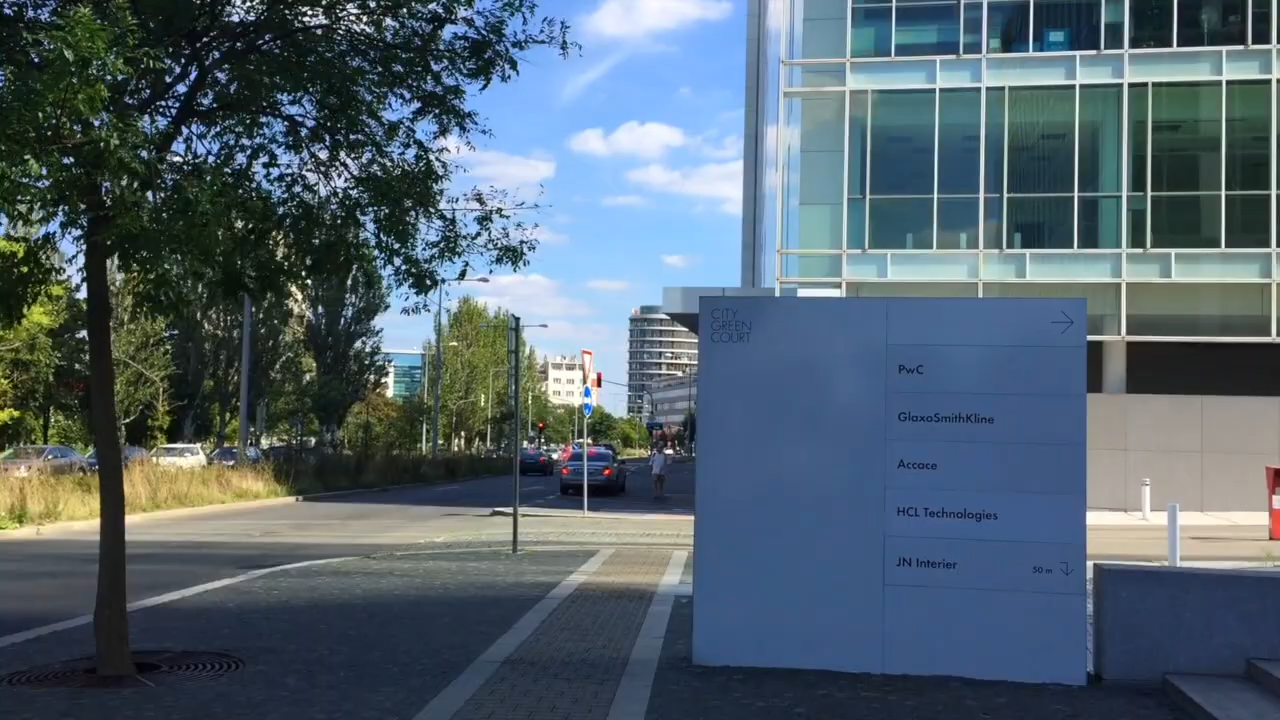 CITY
GREEN
COURT
PwC
GlaxoSmithKline
Accace
HCL Technologies
JN Interier
50 m